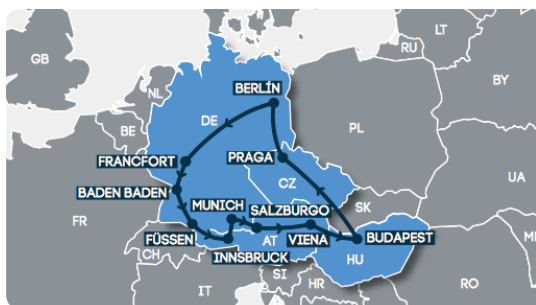 GB
NL
BE
FR
CH
IT
DE
BERLÍN
PL
LT
RU
BY
UA
FRANCFORT
PRAGA
CZ
BADEN BADEN
MUNICH
SALZBURGO
SK
FÜSSEN
INNSBRUCK
AT
VIENA
BUDAPEST
HU
SI
HR
RO